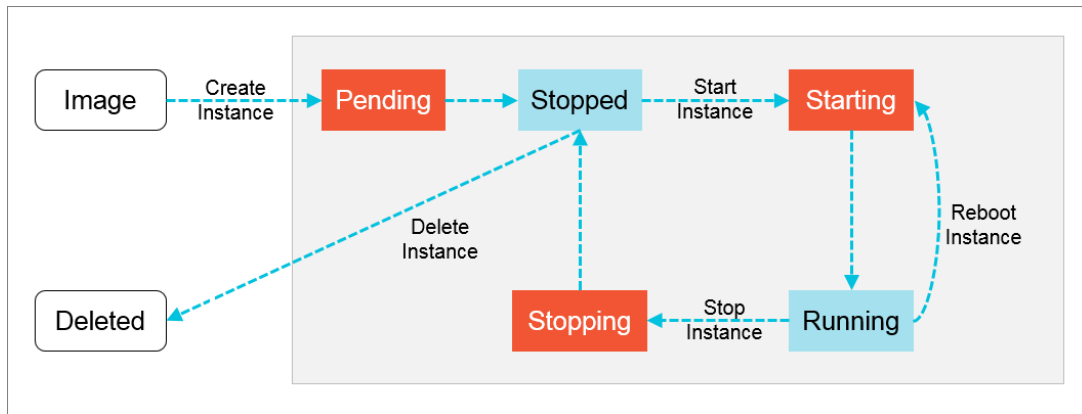 Image
Create
Instance
Pending
Stopped
Start
Instance
Starting
Delete
Instance
Reboot
Instance
Deleted
Stopping
Stop
Instance
Running